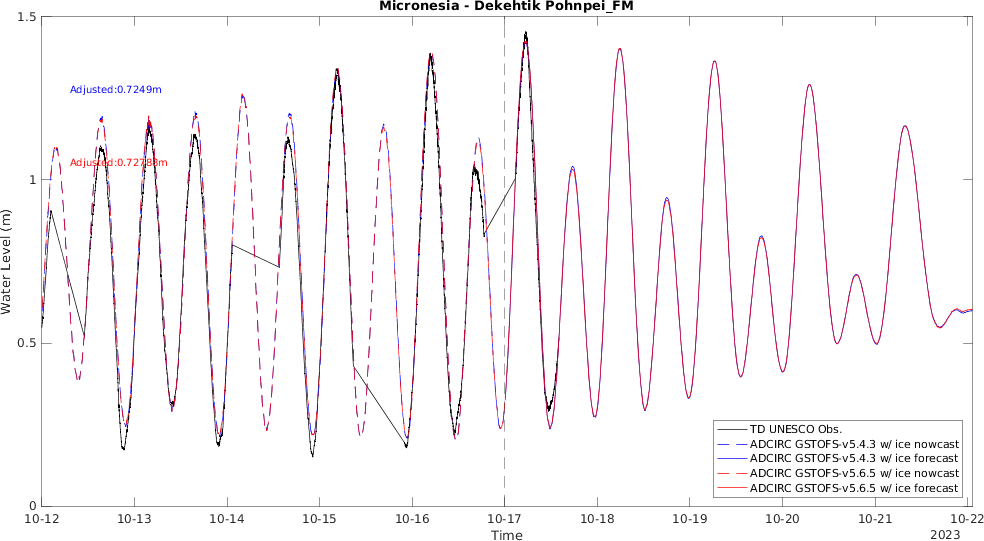 Micronesia - Dekehtik Pohnpei_FM
1.5
1
0.5
0
Water Level (m)
Adjusted:0.7249m
Adjusted:0.72783m
TD UNESCO Obs.
ADCIRC GSTOFS-v5.4.3 w/ ice nowcast
ADCIRC GSTOFS-v5.4.3 w/ ice forecast
ADCIRC GSTOFS-v5.6.5 w/ ice nowcast
ADCIRC GSTOFS-v5.6.5 w/ ice forecast
10-12 10-13 10-14 10-15 10-16 10-17 10-18 10-19 10-20 10-21 10-22
Time
2023